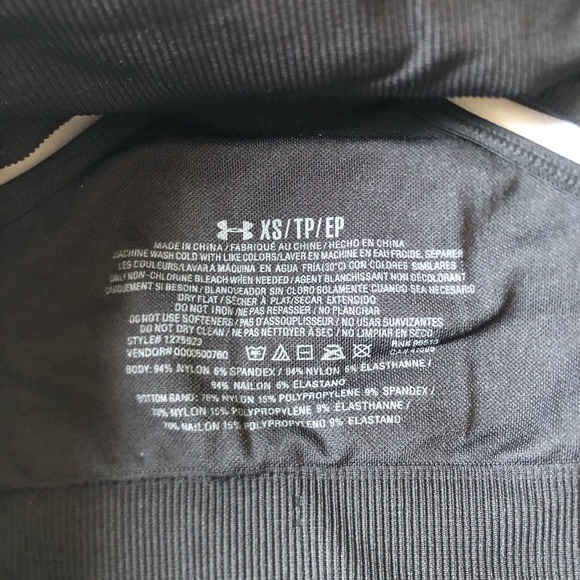 XS/TP/EP
MADE IN CHINA / FABRIQUÉ AU CHINE / HECHO EN CHINA
MACHINE WASH COLD WITH LIKE COLORS/LAVER EN MACHINE EN EAU FROIDE, SÉPARER
LES COULEURS/LAVAR A MÁQUINA EN AGUA FRÍA(30°C) CON COLORES SIMILARES
ONLY NON-CHLORINE BLEACH WHEN NEEDED / AGENT BLANCHISSANT NON DÉCOLORANT
UNIQUEMENT SI BESOIN / BLANQUEADOR SIN CLORO SOLAMENTE CUANDO SEA NECESARIO
DRY FLAT / SÉCHER À PLAT/SECAR EXTENDIDO
DO NOT IRON/NE PAS REPASSER / NO PLANCHAR
DO NOT USE SOFTENERS/PAS D'ASSOUPLISSEUR / NO USAR SUAVIZANTES
DO NOT DRY CLEAN / NE PAS NETTOYER À SEC / NO LIMPIAR EN SECO
STYLE# 1275923
RN# 96510
VENDOR# 0000500760
CA#
BODY: 94% NYLON 6% SPANDEX / 94% NYLON 6% ELASTHANNE /
94% NAILON 6% ELASTANO
BOTTOM BAND: 76% NYLON 15% POLYPROPYLENE 9% SPANDEX /
76% NYLON 15% POLYPROPYLÈNE 9% ELASTHANNE /
76% NAILON 15% POLYPROPYLENO 9% ELASTANO